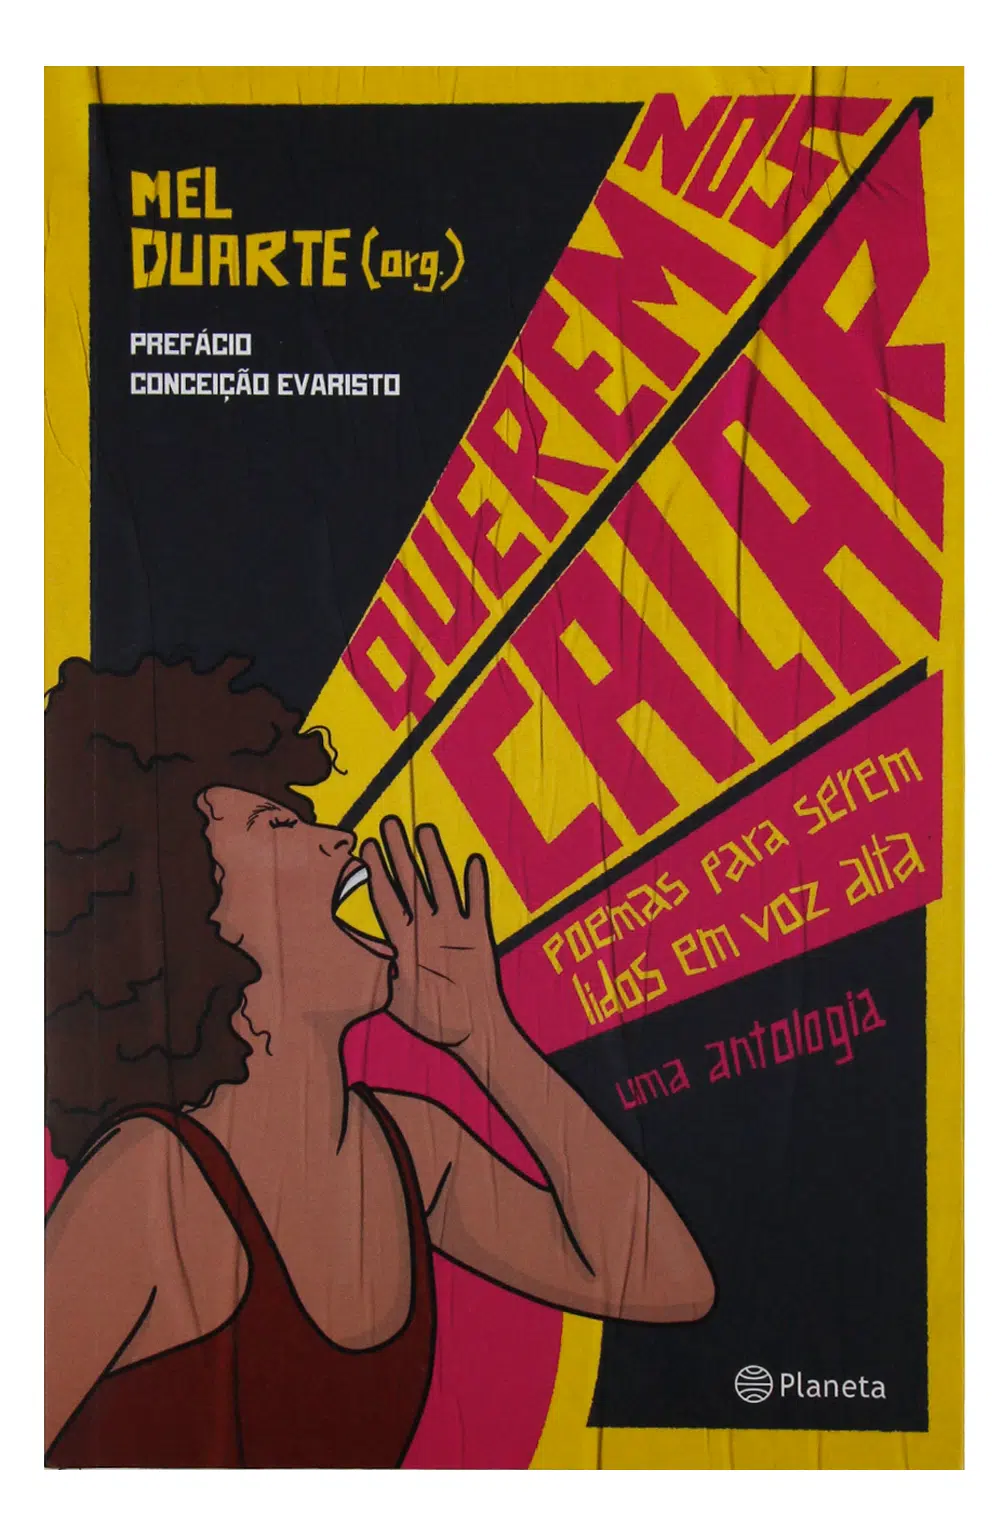 MEL
DUARTE (org.)
PREFÁCIO
CONCEIÇÃO EVARISTO
QUEREM NOS
CALAR
poemas para serem
lidos em voz alta
uma antologia
Planeta